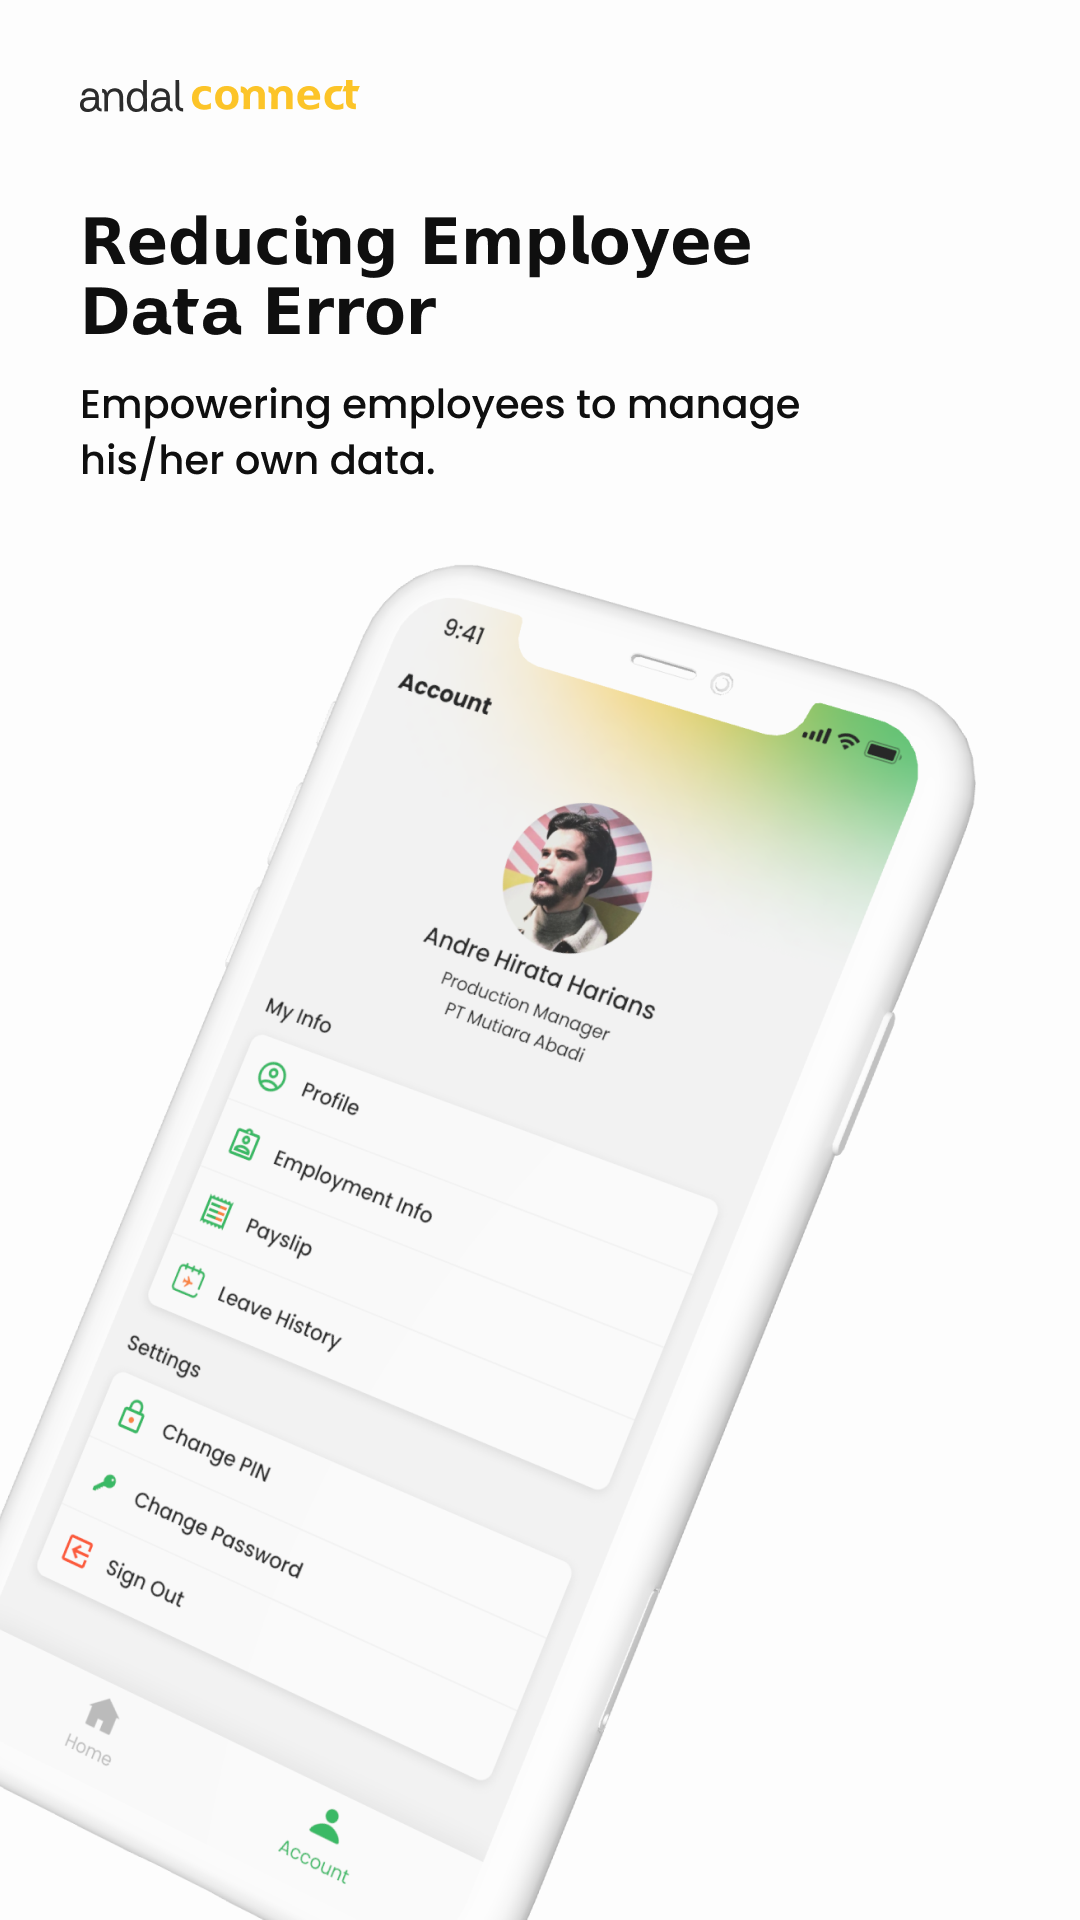 andal connect
Reducing Employee
Data Error
Empowering employees to manage
his/her own data.
9:41
Account
Andre Hirata Harians
Production Manager
PT Mutiara Abadi
My Info
Profile
Employment Info
Payslip
Leave History
Settings
Change PIN
Change Password
Sign Out
Home
Account